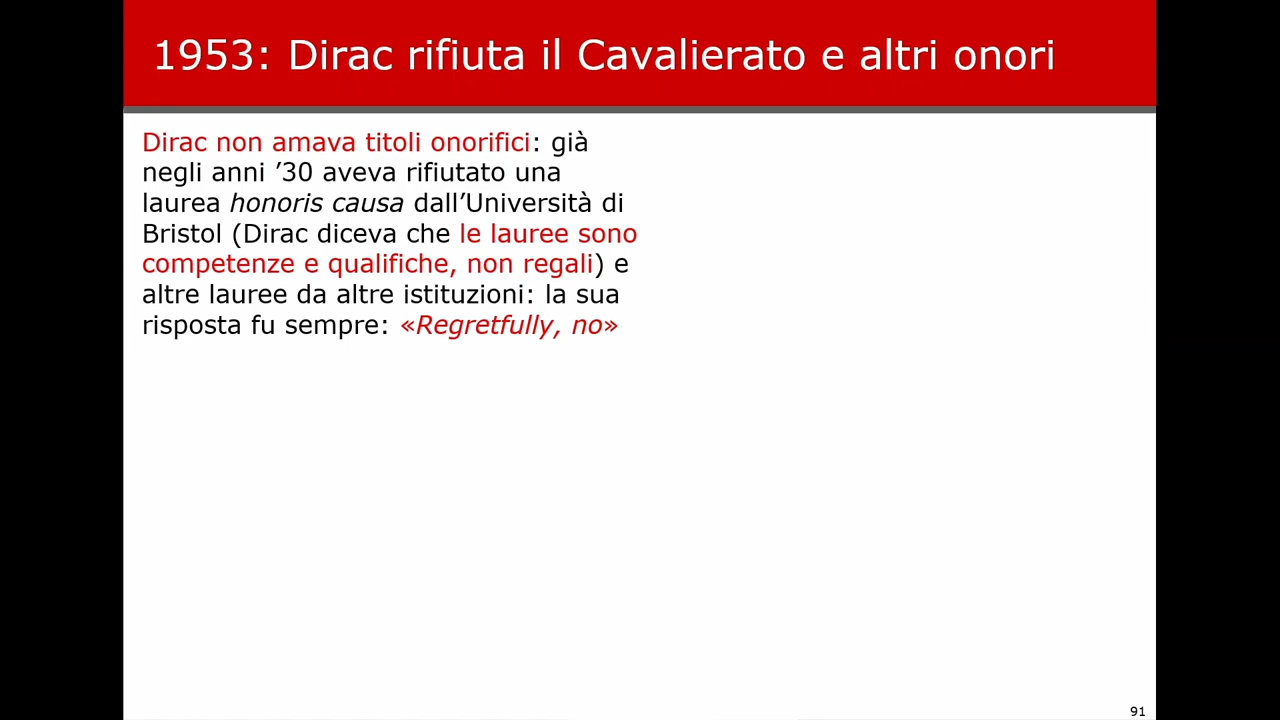 1953: Dirac rifiuta il Cavalierato e altri onori
Dirac non amava titoli onorifici: già
negli anni ’30 aveva rifiutato una
laurea honoris causa dall’Università di
Bristol (Dirac diceva che le lauree sono
competenze e qualifiche, non regali) e
altre lauree da altre istituzioni: la sua
risposta fu sempre: «Regretfully, no»
91